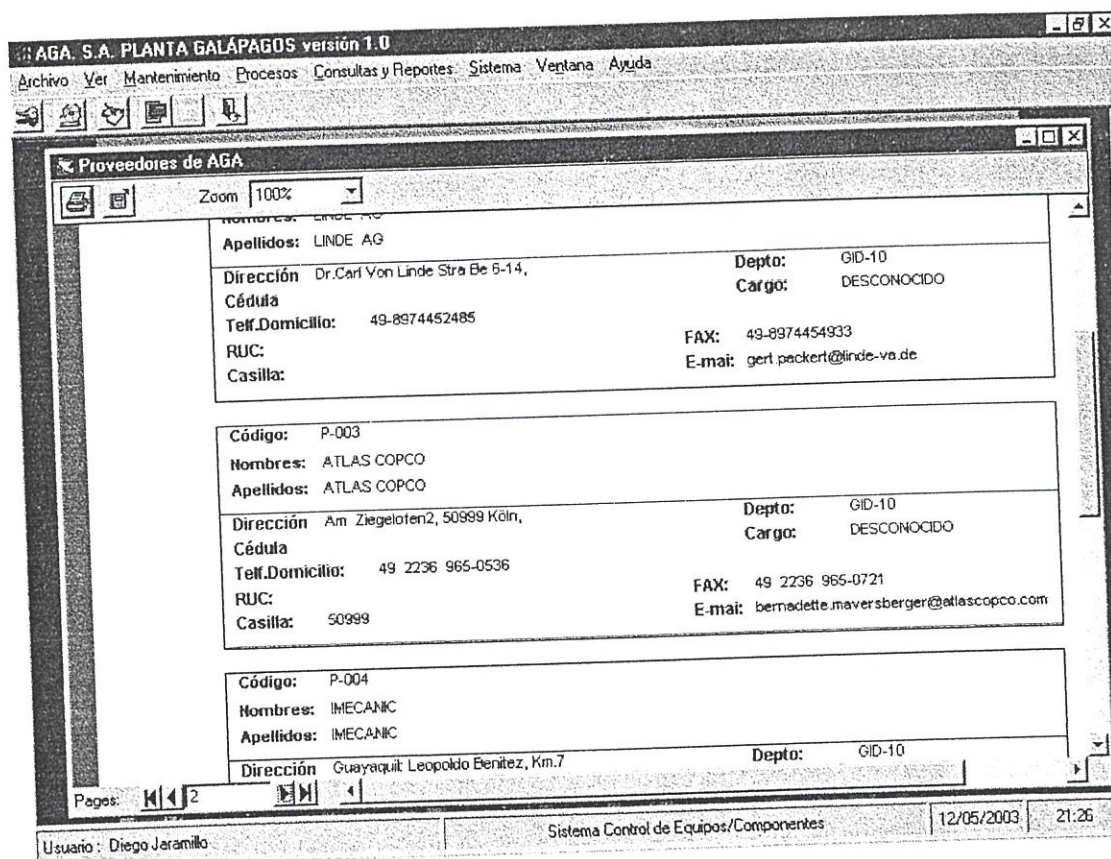 AGA. S.A. PLANTA GALÁPAGOS versión 1.0
Archivo Ver Mantenimiento Procesos Consultas y Reportes Sistema Ventana Ayuda
Proveedores de AGA
Zoom 100%
Nombres: LINDE AG
Apellidos: LINDE AG
Dirección Dr.Carl Von Linde Stra Be 6-14, Depto: GID-10
Cédula Cargo: DESCONOCIDO
Telf.Domicilio: 49-8974452485
RUC: FAX: 49-8974454933
Casilla: E-mai: gert.packert@linde-va.de
Código: P-003
Nombres: ATLAS COPCO
Apellidos: ATLAS COPCO
Dirección Am Ziegelofen2, 50999 Köln, Depto: GID-10
Cédula Cargo: DESCONOCIDO
Telf.Domicilio: 49 2236 965-0536
RUC: FAX: 49 2236 965-0721
Casilla: 50999 E-mai: bernadette.maversberger@atlascopco.com
Código: P-004
Nombres: IMECANIC
Apellidos: IMECANIC
Dirección Guayaquil: Leopoldo Benitez, Km.7 Depto: GID-10
Pages: 2
Usuario : Diego Jaramillo Sistema Control de Equipos/Componentes 12/05/2003 21:26